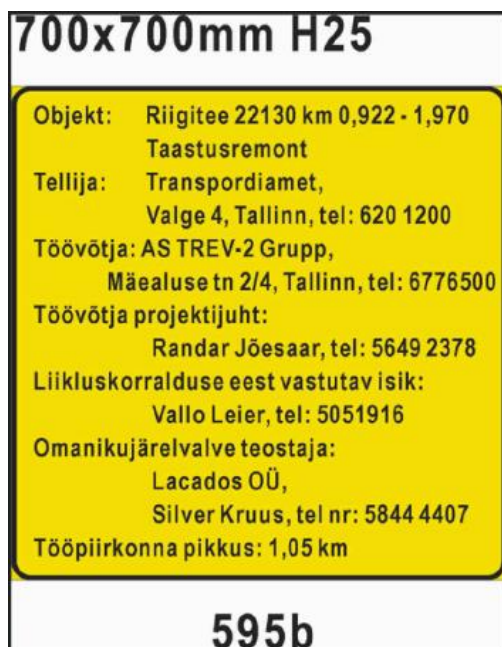 700x700mm H25
Objekt: Riigitee 22130 km 0,922 - 1,970
Taastusremont
Tellija: Transpordiamet,
Valge 4, Tallinn, tel: 620 1200
Töövõtja: AS TREV-2 Grupp,
Mäealuse tn 2/4, Tallinn, tel: 6776500
Töövõtja projektijuht:
Randar Jõesaar, tel: 5649 2378
Liikluskorralduse eest vastutav isik:
Vallo Leier, tel: 5051916
Omanikujärelvalve teostaja:
Lacados OÜ,
Silver Kruus, tel nr: 5844 4407
Tööpiirkonna pikkus: 1,05 km
595b